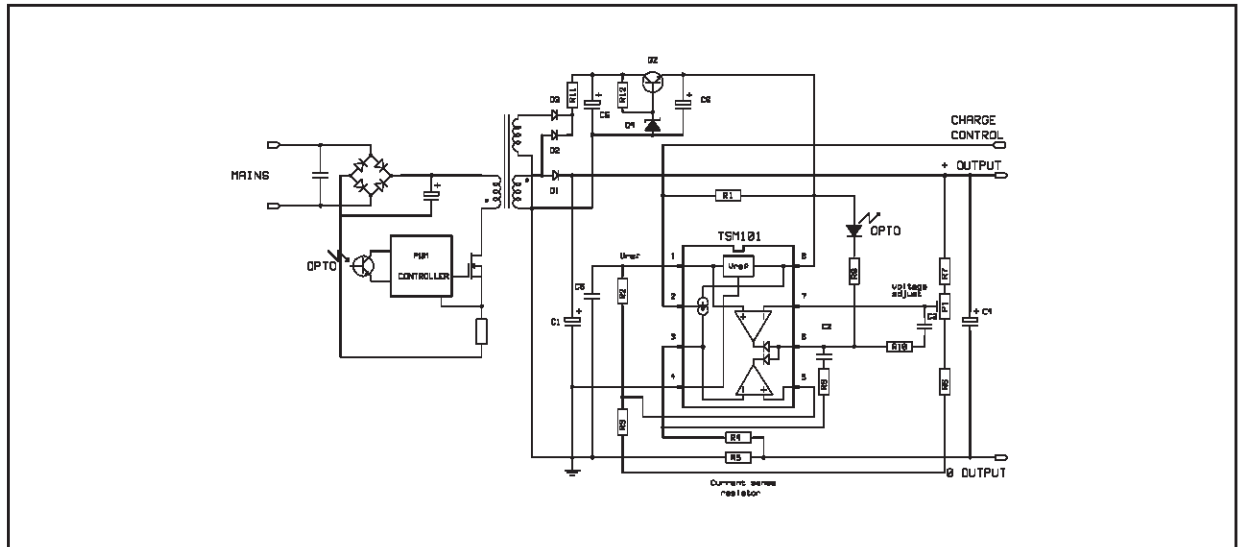 D2
R11
+
C5
R12
D4
+
C6
D3
D2
D1
CHARGE
CONTROL
MAINS
+ OUTPUT
R1
OPTO
TSM101
OPTO
PWM
CONTROLLER
Vref
1
Vref
8
R2
R7
2
7
voltage
adjust
P1
+
C1
+
C4
C2
3
6
R10
R9
4
5
R6
R3
R4
R5
0 OUTPUT
Current sense
resistor